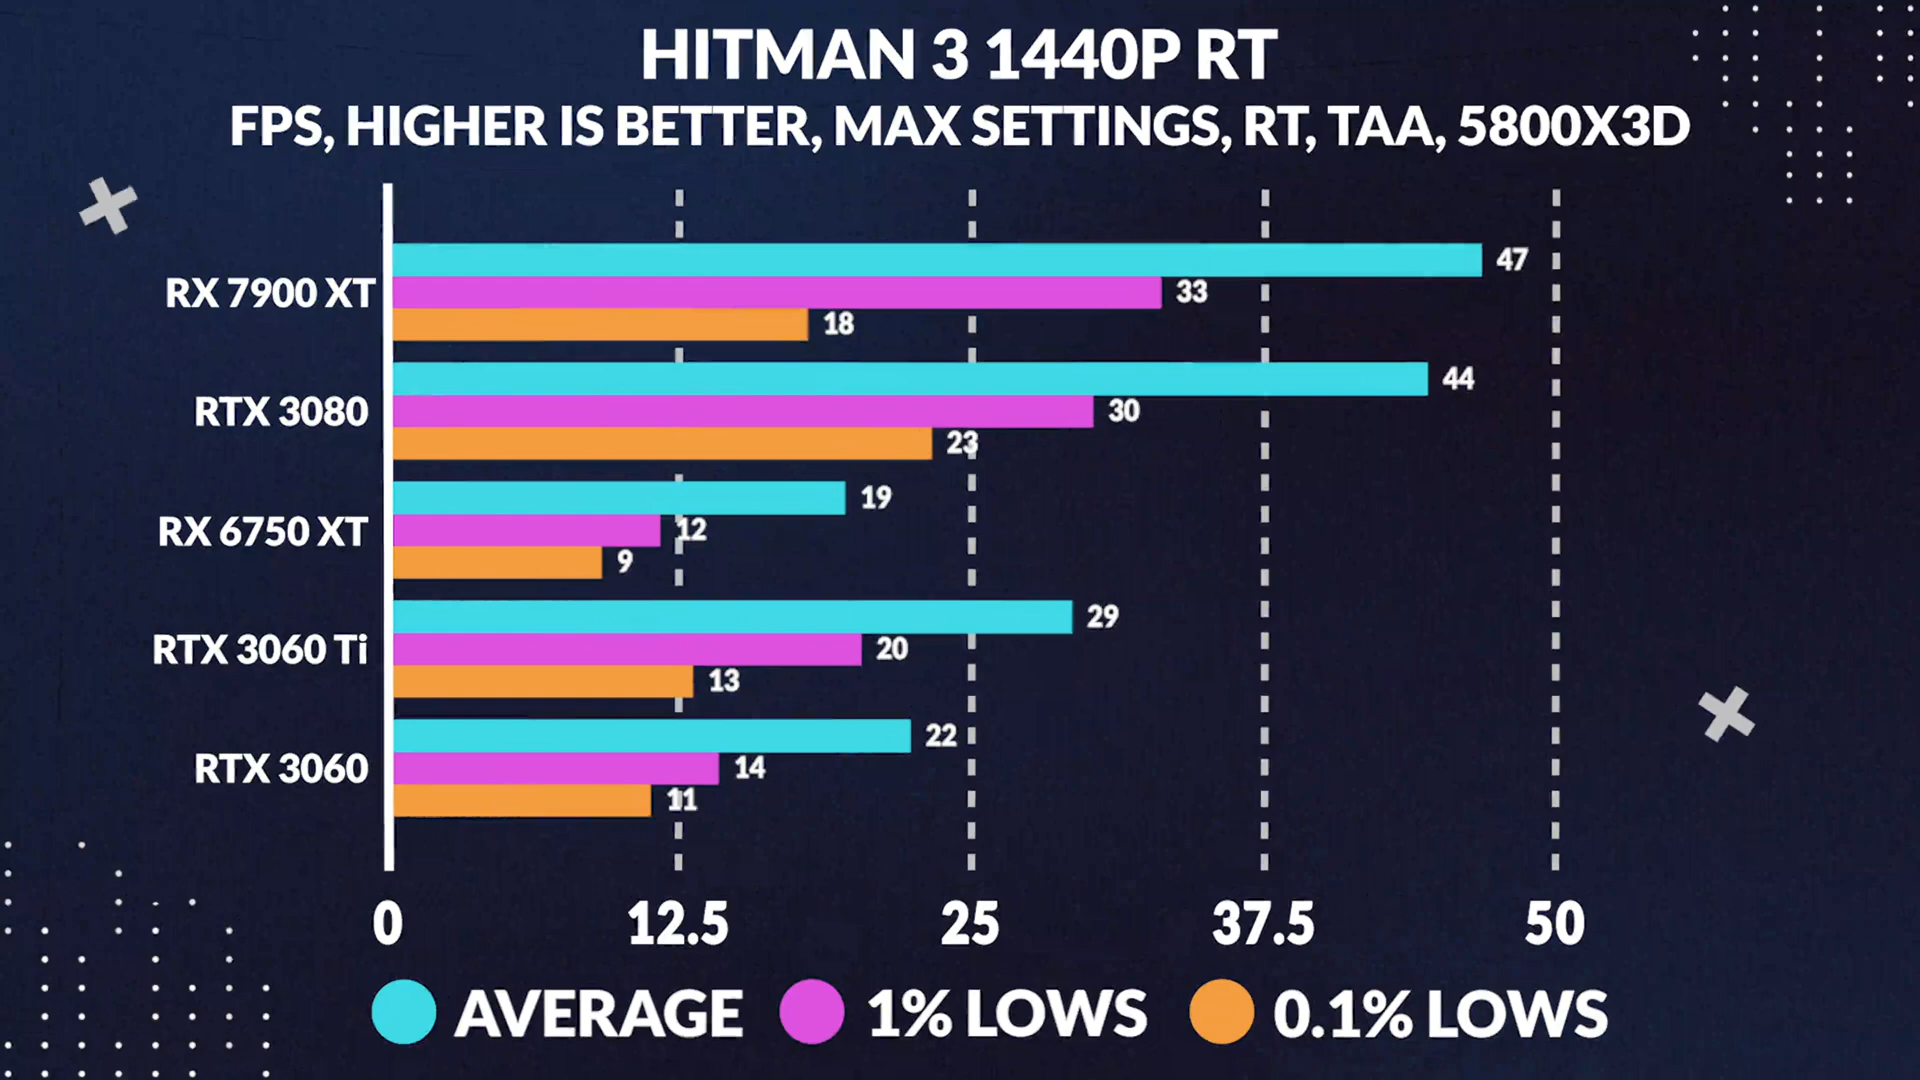 HITMAN 3 1440P RT
FPS, HIGHER IS BETTER, MAX SETTINGS, RT, TAA, 5800X3D
RX 7900 XT
47
33
18
RTX 3080
44
30
23
RX 6750 XT
19
12
9
RTX 3060 Ti
29
20
13
RTX 3060
22
14
11
0 12.5 25 37.5 50
AVERAGE 1% LOWS 0.1% LOWS